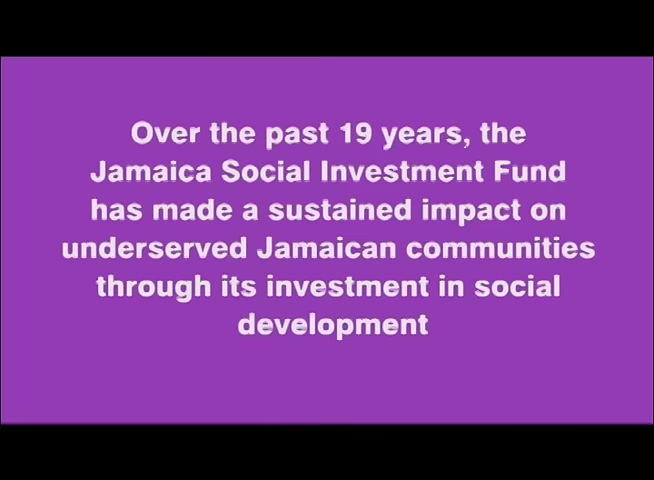 Over the past 19 years, the
Jamaica Social Investment Fund
has made a sustained impact on
underserved Jamaican communities
through its investment in social
development